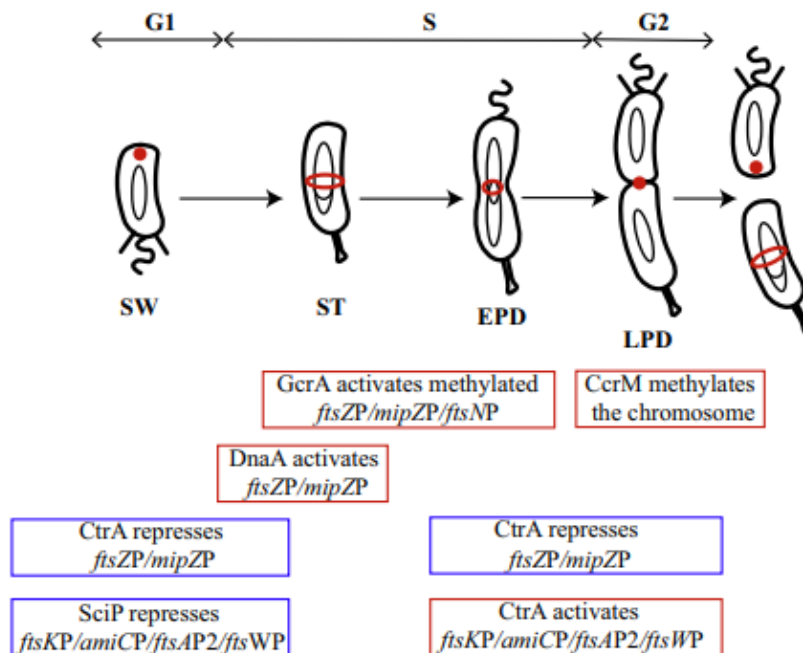 G1 S G2
SW
ST
EPD
LPD
GcrA activates methylated
ftsZP/mipZP/ftsNP
CcrM methylates
the chromosome
DnaA activates
ftsZP/mipZP
CtrA represses
ftsZP/mipZP
CtrA represses
ftsZP/mipZP
SciP represses
ftsKP/amiCP/ftsAP2/ftsWP
CtrA activates
ftsKP/amiCP/ftsAP2/ftsWP